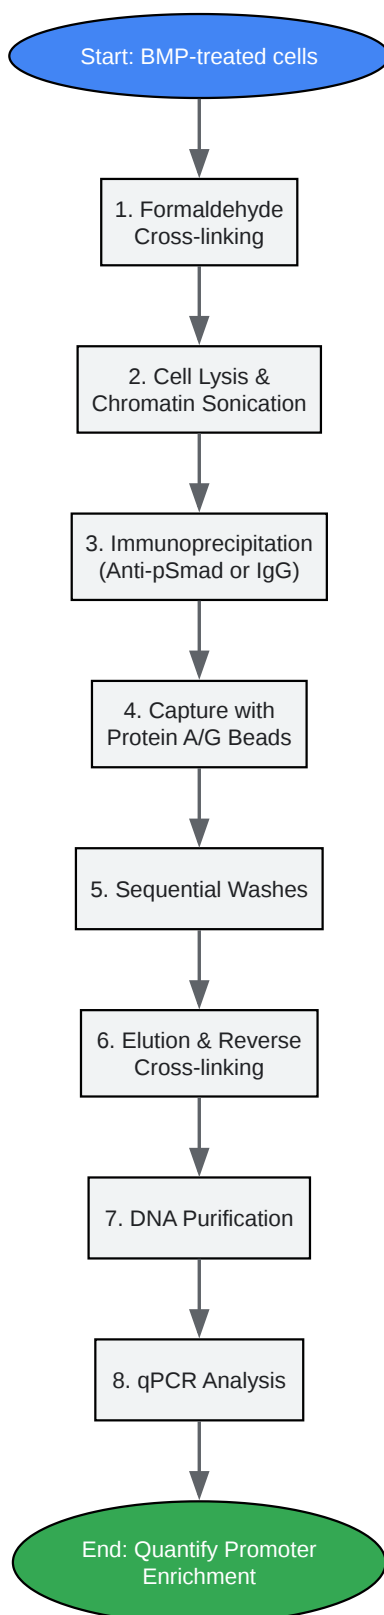 Start: BMP-treated cells
1. Formaldehyde
Cross-linking
2. Cell Lysis &
Chromatin Sonication
3. Immunoprecipitation
(Anti-pSmad or IgG)
4. Capture with
Protein A/G Beads
5. Sequential Washes
6. Elution & Reverse
Cross-linking
7. DNA Purification
8. qPCR Analysis
End: Quantify Promoter
Enrichment